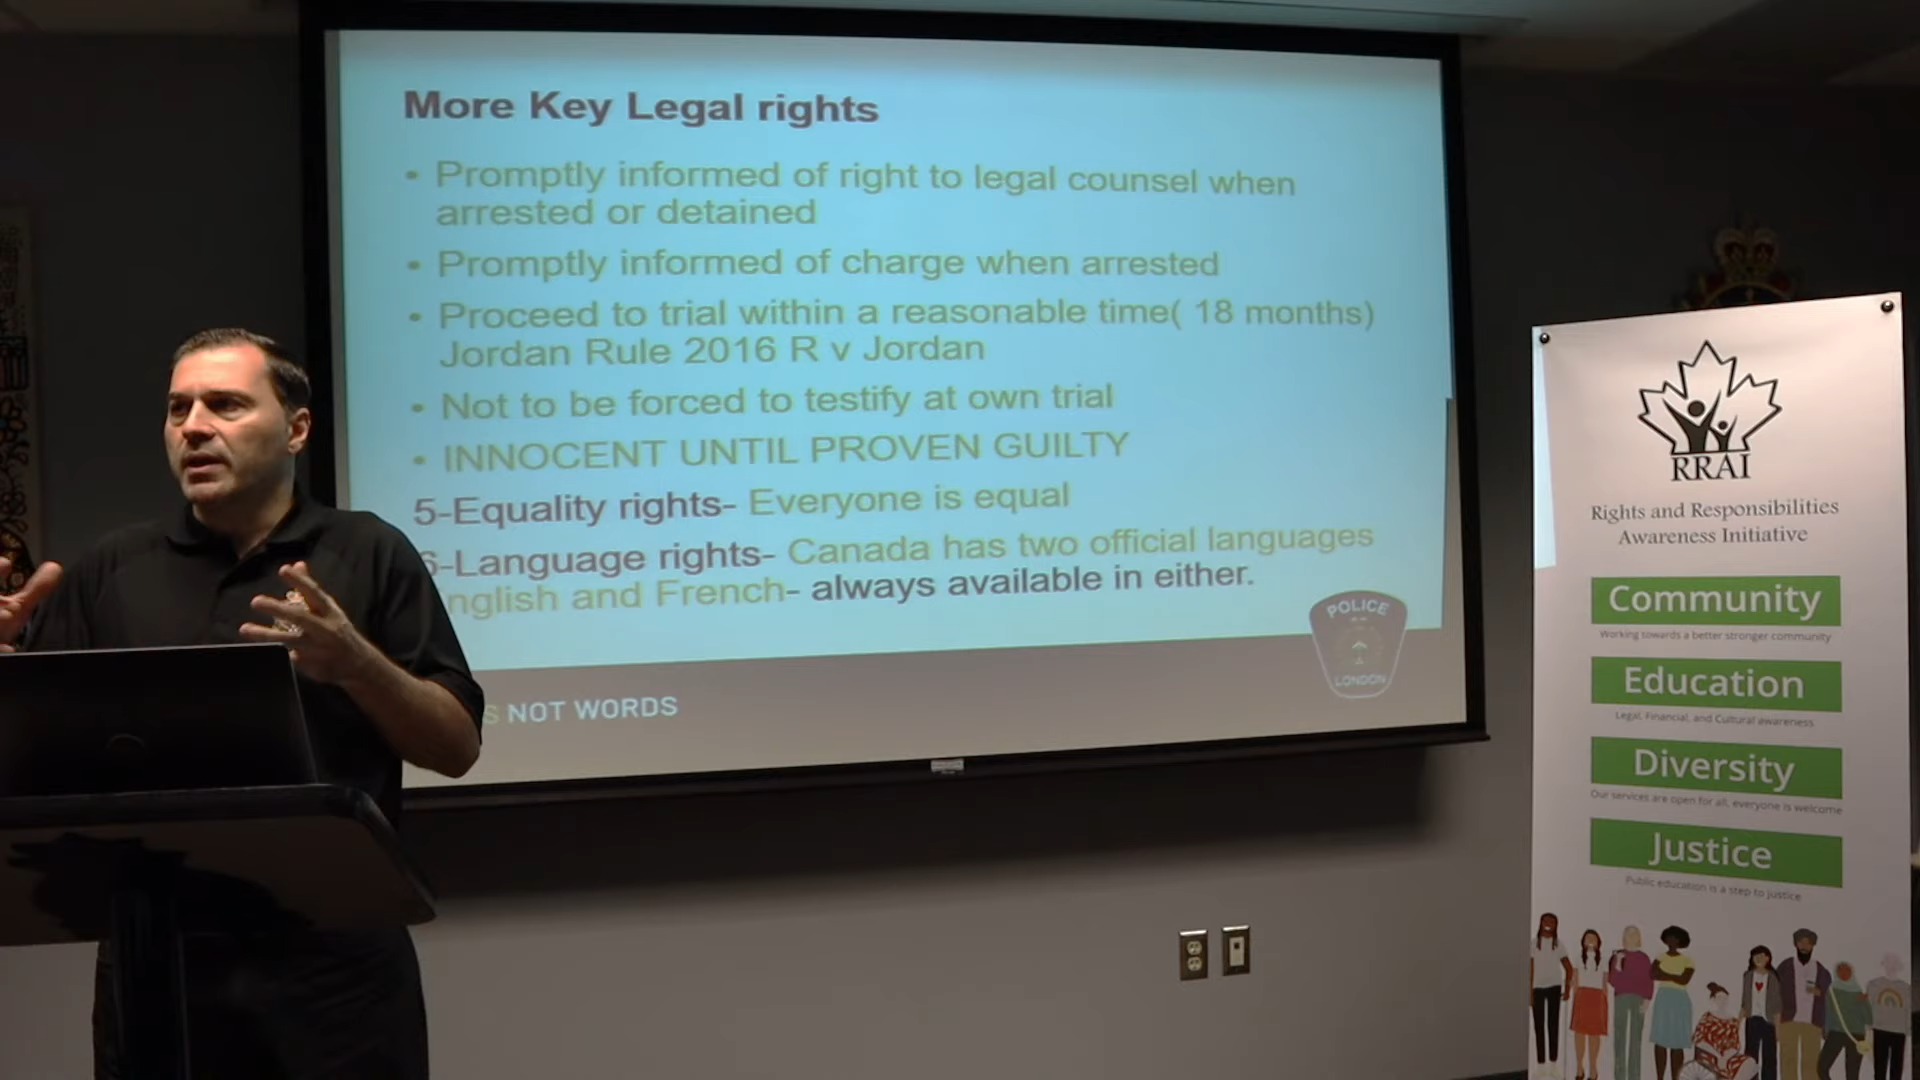 More Key Legal rights
• Promptly informed of right to legal counsel when
arrested or detained
• Promptly informed of charge when arrested
• Proceed to trial within a reasonable time( 18 months)
Jordan Rule 2016 R v Jordan
• Not to be forced to testify at own trial
• INNOCENT UNTIL PROVEN GUILTY
5-Equality rights- Everyone is equal
6-Language rights- Canada has two official languages
nglish and French- always available in either.
POLICE
LONDON
S NOT WORDS
RRAI
Rights and Responsibilities
Awareness Initiative
Community
Working towards a better stronger community
Education
Legal, Financial, and Cultural awareness
Diversity
Our services are open for all, everyone is welcome
Justice
Public education is a step to justice